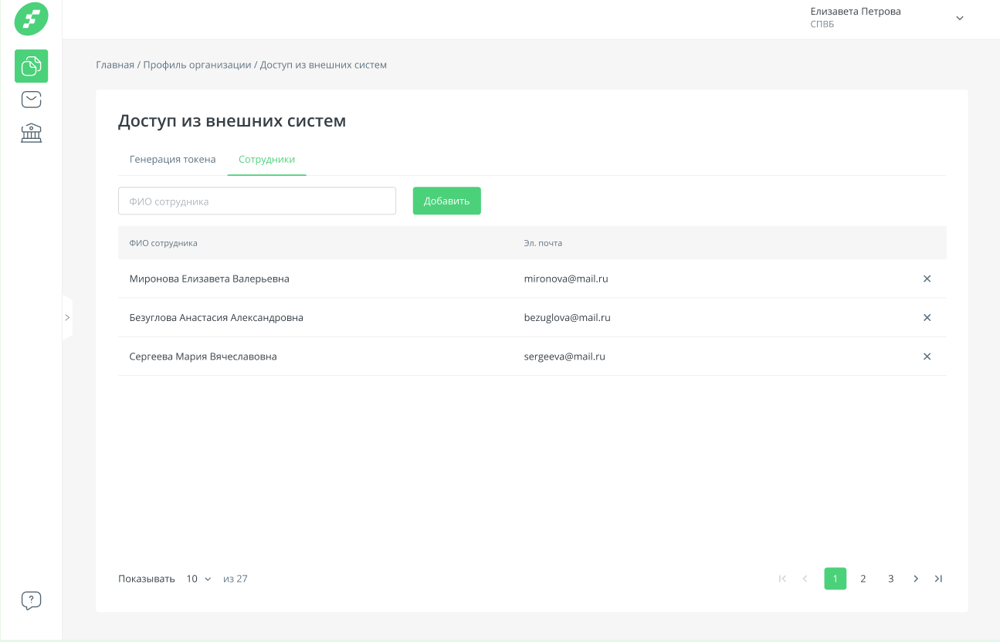 Елизавета Петрова
СПВБ
Главная / Профиль организации / Доступ из внешних систем
Доступ из внешних систем
Генерация токена Сотрудники
ФИО сотрудника Добавить
ФИО сотрудника Эл. почта
Миронова Елизавета Валерьевна mironova@mail.ru
Безуглова Анастасия Александровна bezuglova@mail.ru
Сергеева Мария Вячеславовна sergeeva@mail.ru
Показывать 10 из 27 1 2 3